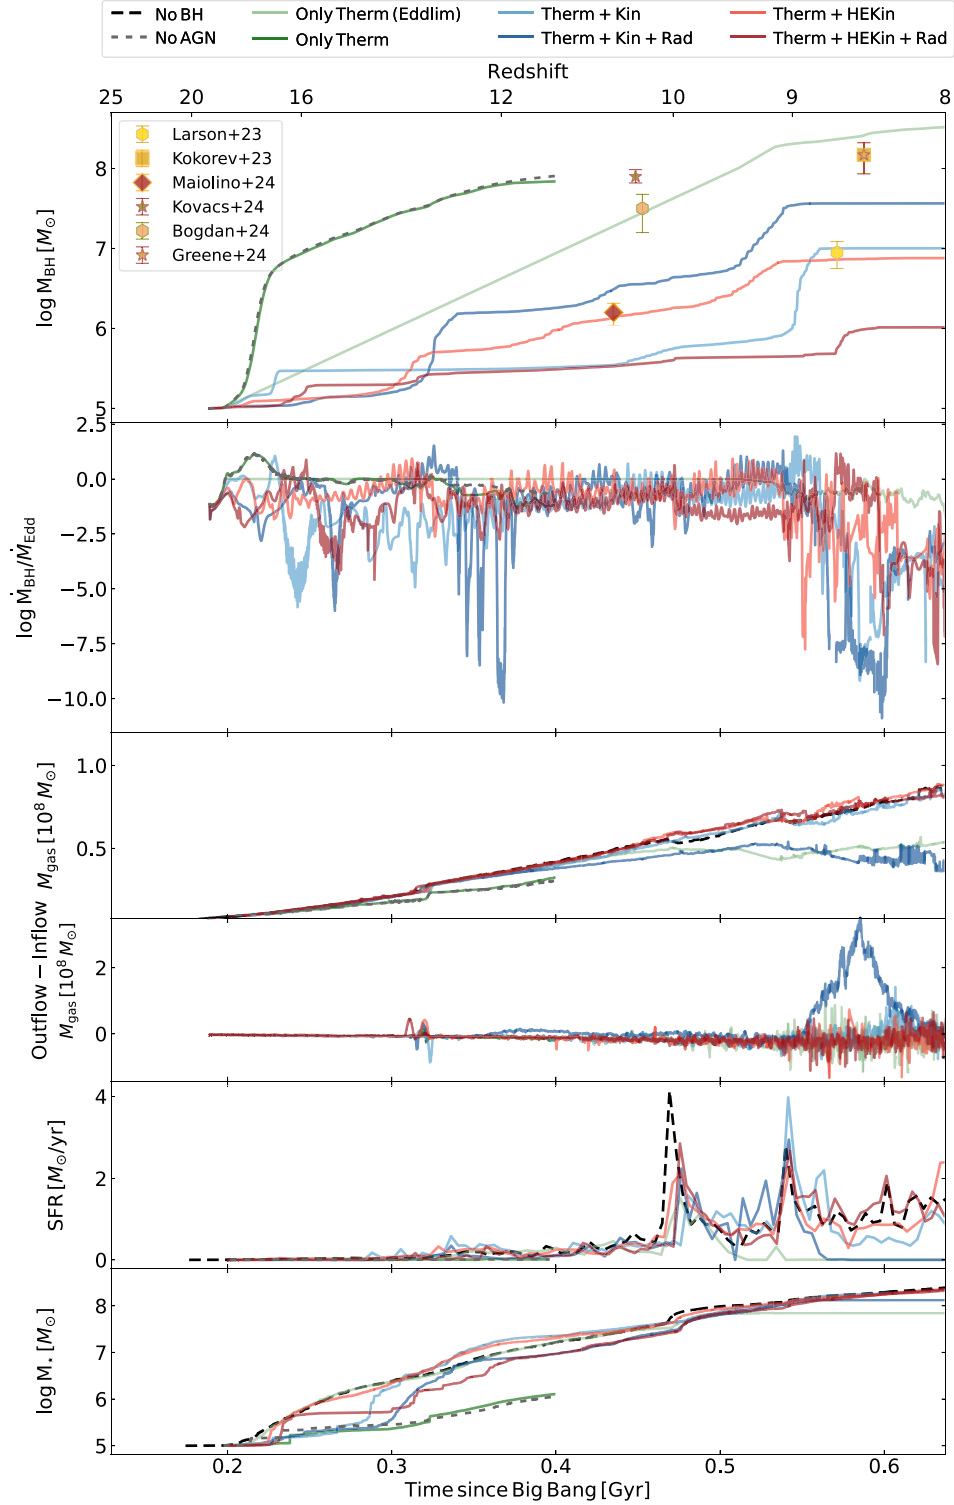 No BH
No AGN
Only Therm (Eddlim)
Only Therm
Therm + Kin
Therm + Kin + Rad
Therm + HEKin
Therm + HEKin + Rad
Redshift
25 20 16 12 10 9 8
Larson+23
Kokorev+23
Maiolino+24
Kovacs+24
Bogdan+24
Greene+24
log M_BH [M_⊙]
8
7
6
5
log Ṁ_BH/Ṁ_Edd
2.5
0.0
−2.5
−5.0
−7.5
−10.0
M_gas [10^8 M_⊙]
1.0
0.5
Outflow − Inflow
M_gas [10^8 M_⊙]
2
0
SFR [M_⊙/yr]
4
2
0
log M⋆ [M_⊙]
8
7
6
5
0.2 0.3 0.4 0.5 0.6
Time since Big Bang [Gyr]